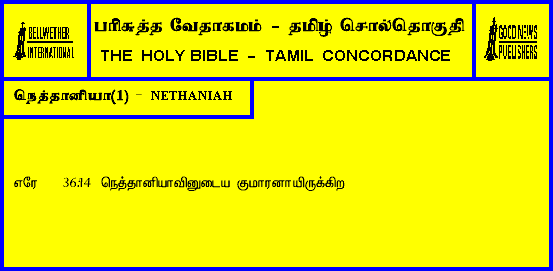 BELLWETHER
INTERNATIONAL
பரிசுத்த வேதாகமம் - தமிழ் சொல்தொகுதி
THE HOLY BIBLE - TAMIL CONCORDANCE
GOOD NEWS
PUBLISHERS
நெத்தானியா(1) - NETHANIAH
எரே 36:14 நெத்தானியாவினுடைய குமாரனாயிருக்கிற